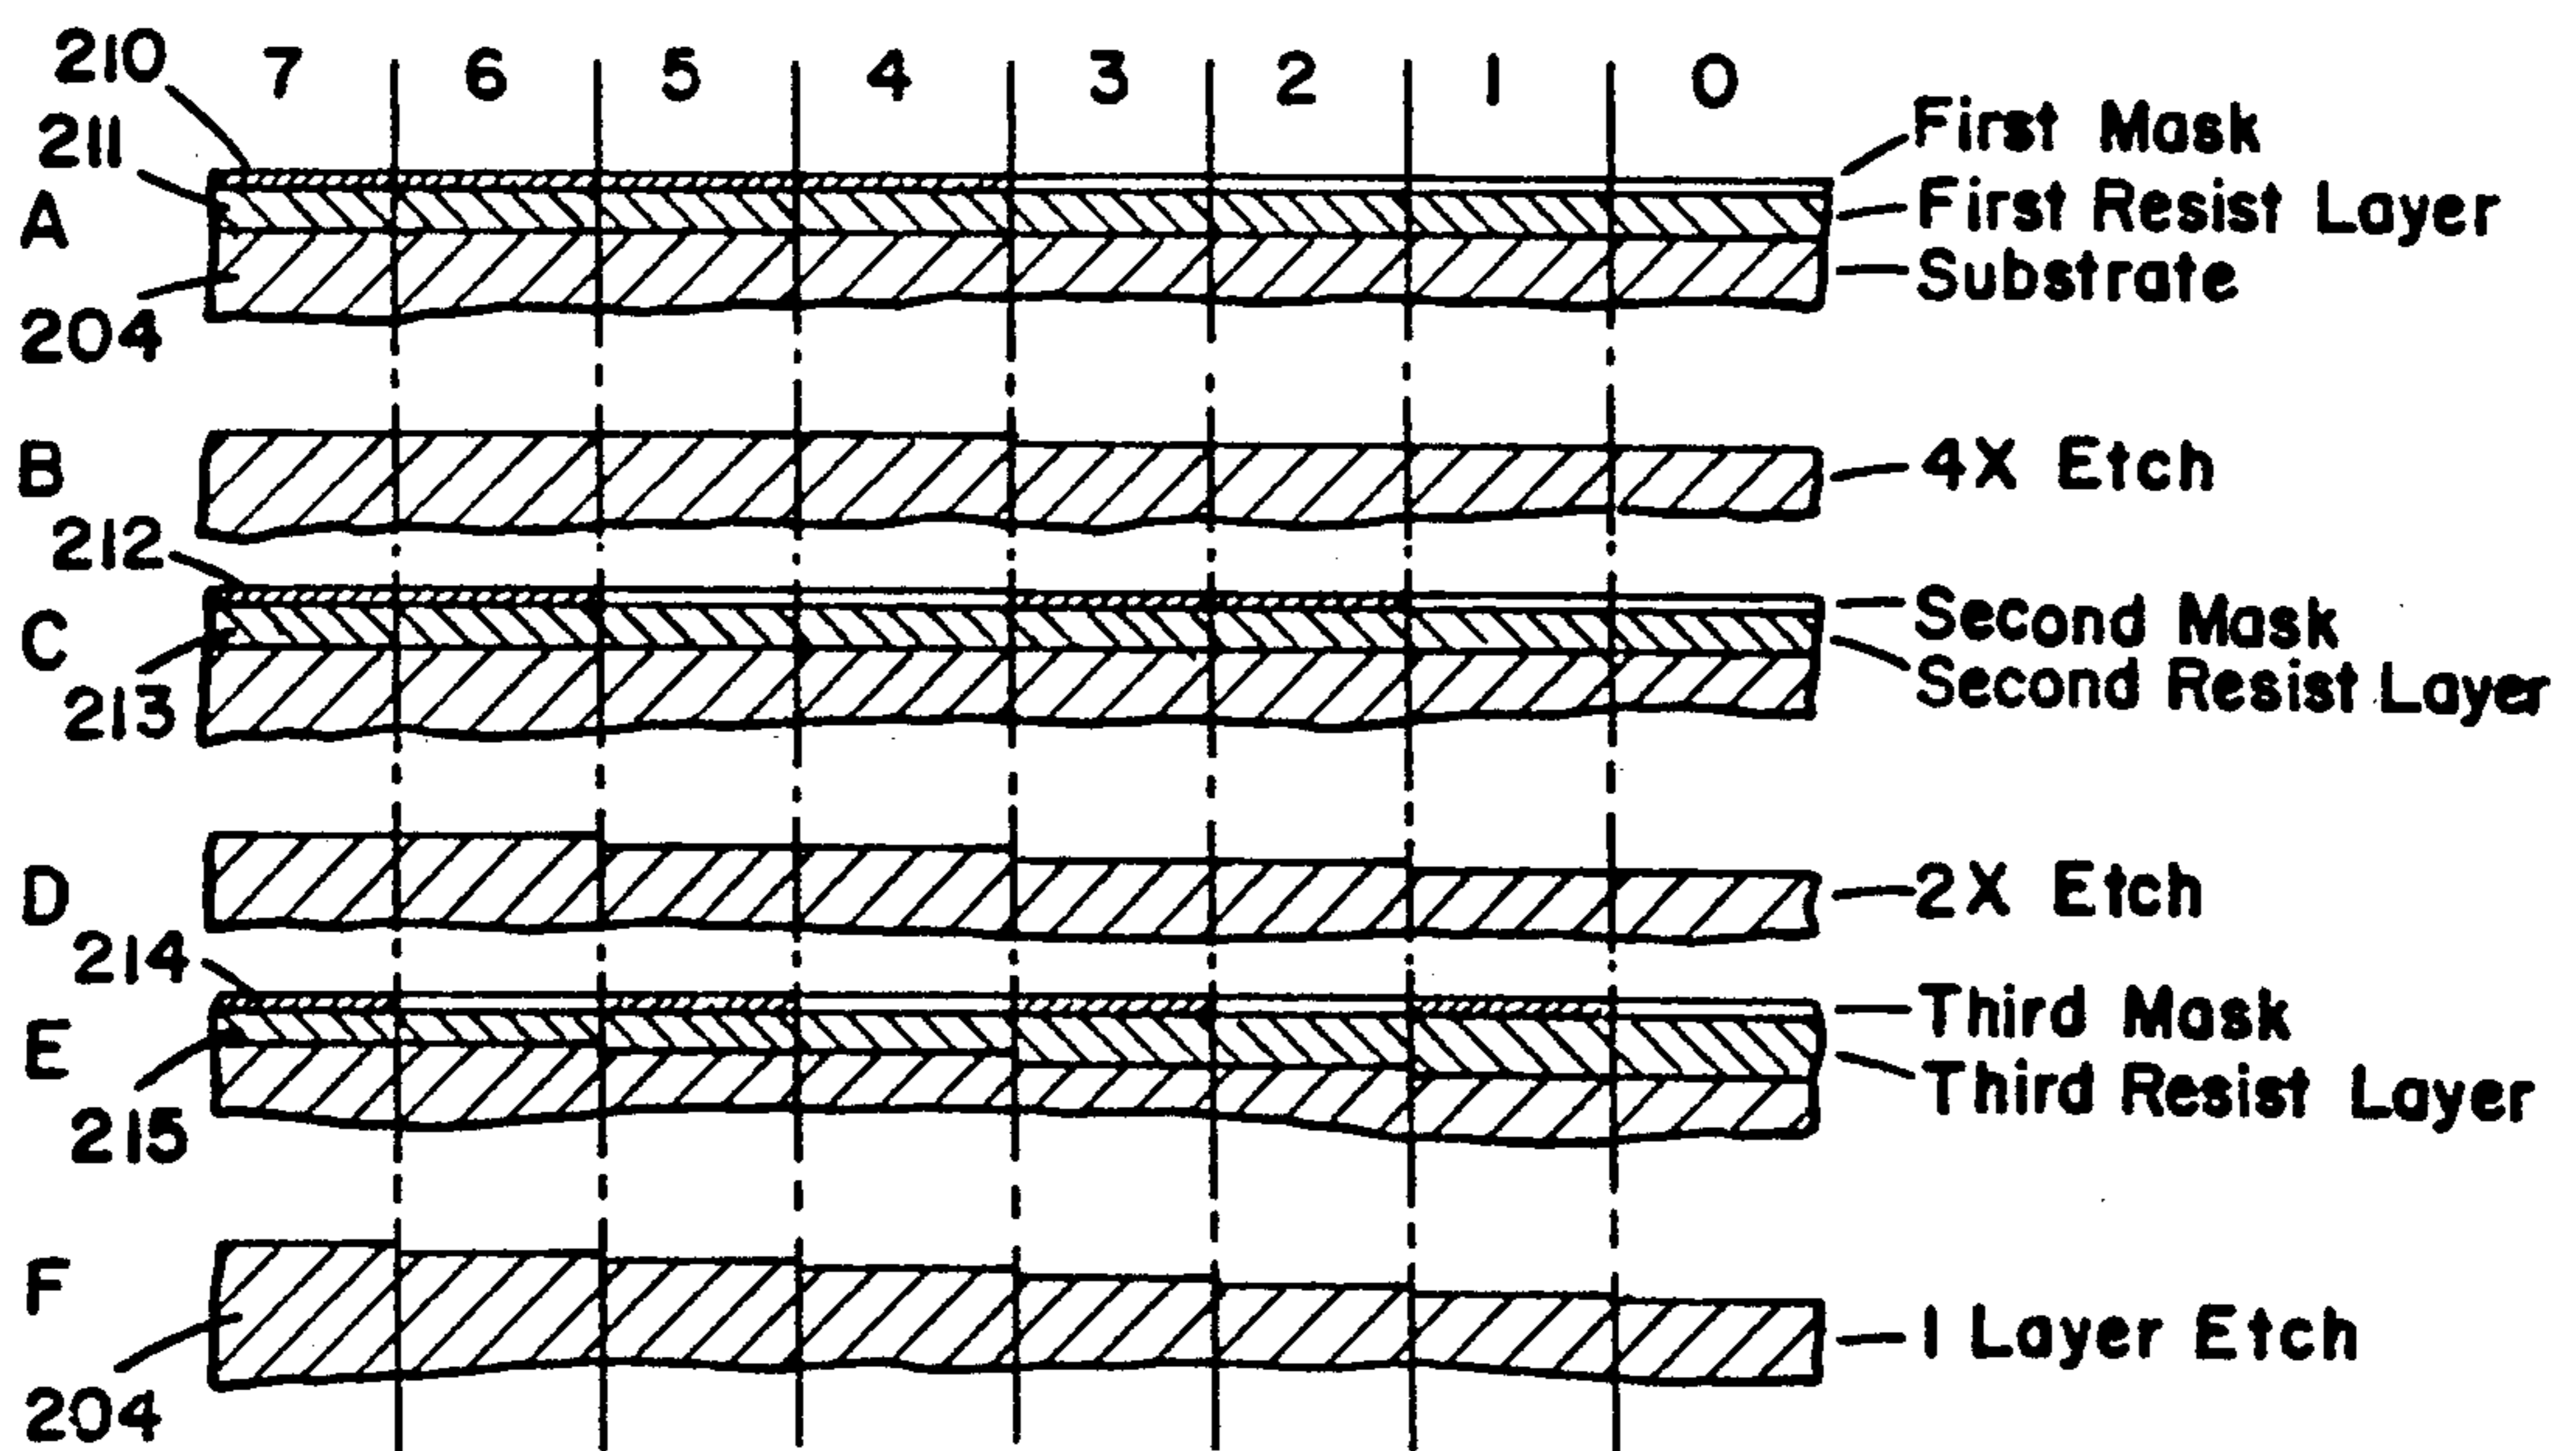 210 7 6 5 4 3 2 1 0
First Mask
211
A First Resist Layer
Substrate
204
B 4X Etch
212
Second Mask
C
Second Resist Layer
213
D 2X Etch
214
Third Mask
E
Third Resist Layer
215
F
1 Layer Etch
204